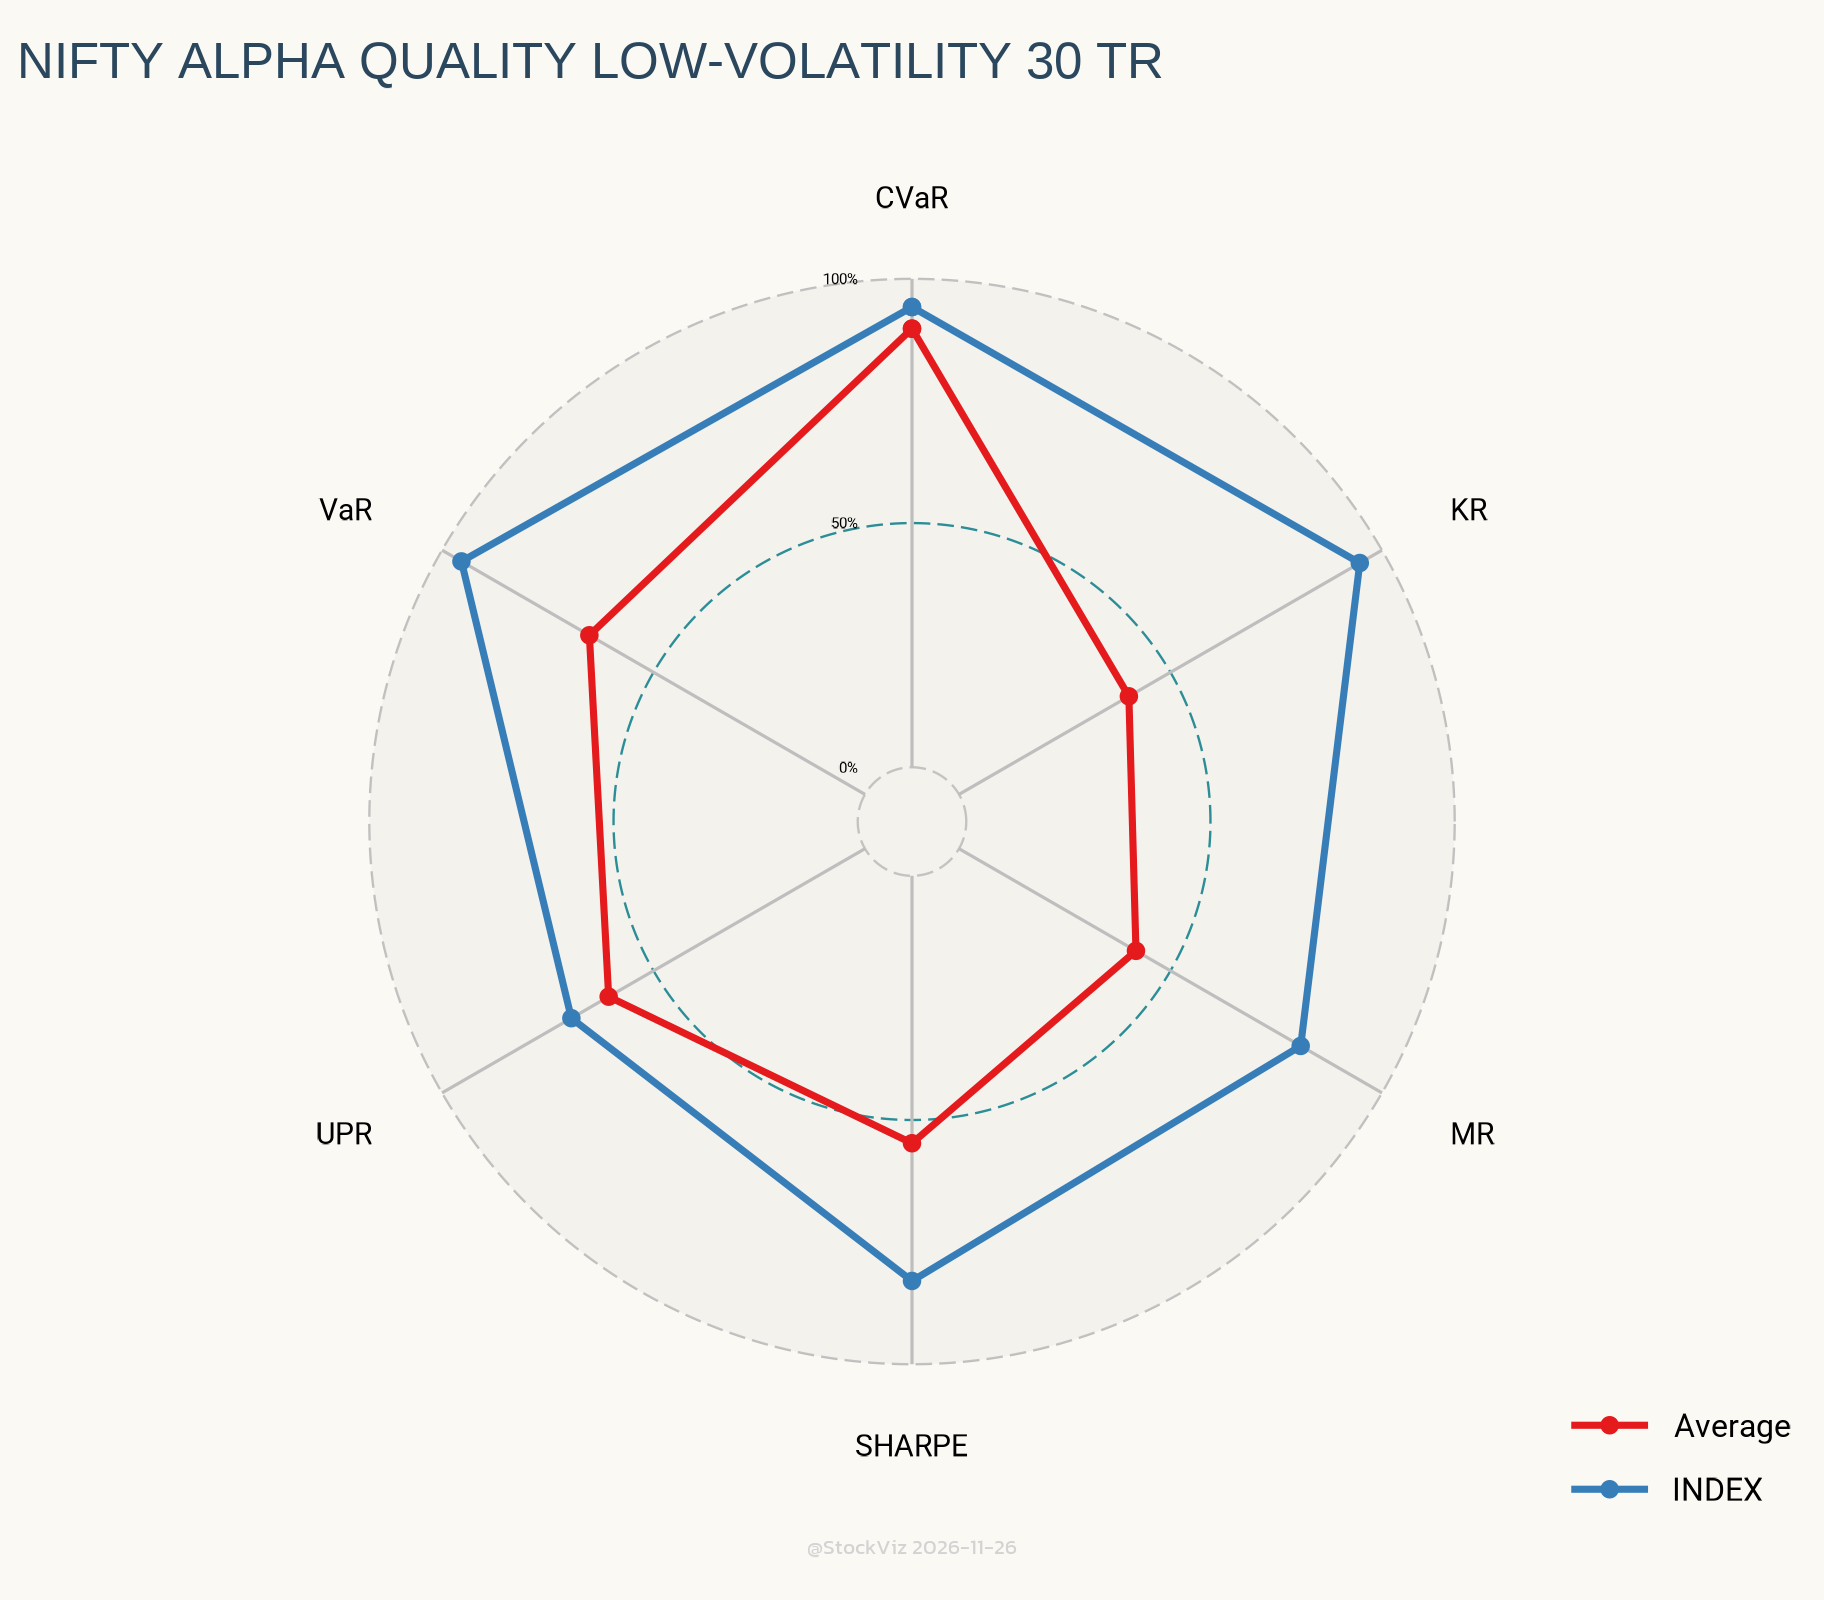 NIFTY ALPHA QUALITY LOW-VOLATILITY 30 TR
CVaR
100%
VaR
KR
50%
0%
UPR
MR
SHARPE
Average
INDEX
@StockViz 2026-11-26